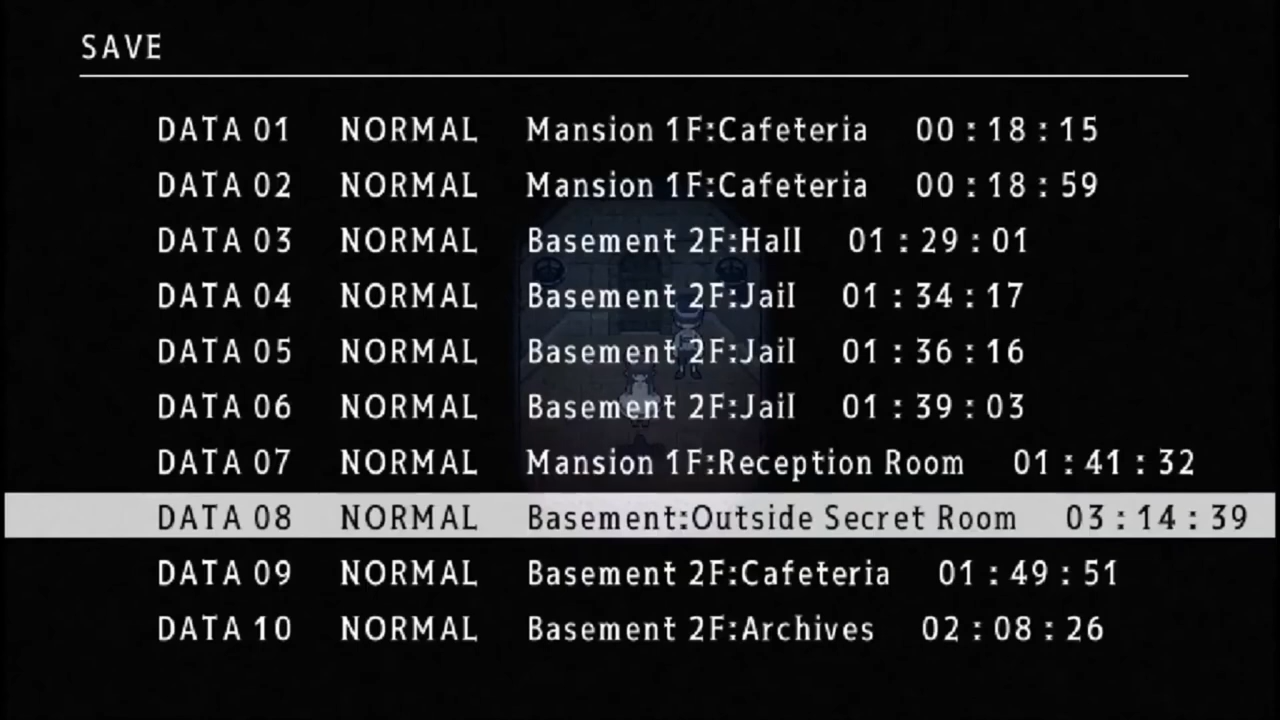 SAVE
DATA 01 NORMAL Mansion 1F:Cafeteria 00:18:15
DATA 02 NORMAL Mansion 1F:Cafeteria 00:18:59
DATA 03 NORMAL Basement 2F:Hall 01:29:01
DATA 04 NORMAL Basement 2F:Jail 01:34:17
DATA 05 NORMAL Basement 2F:Jail 01:36:16
DATA 06 NORMAL Basement 2F:Jail 01:39:03
DATA 07 NORMAL Mansion 1F:Reception Room 01:41:32
DATA 08 NORMAL Basement:Outside Secret Room 03:14:39
DATA 09 NORMAL Basement 2F:Cafeteria 01:49:51
DATA 10 NORMAL Basement 2F:Archives 02:08:26